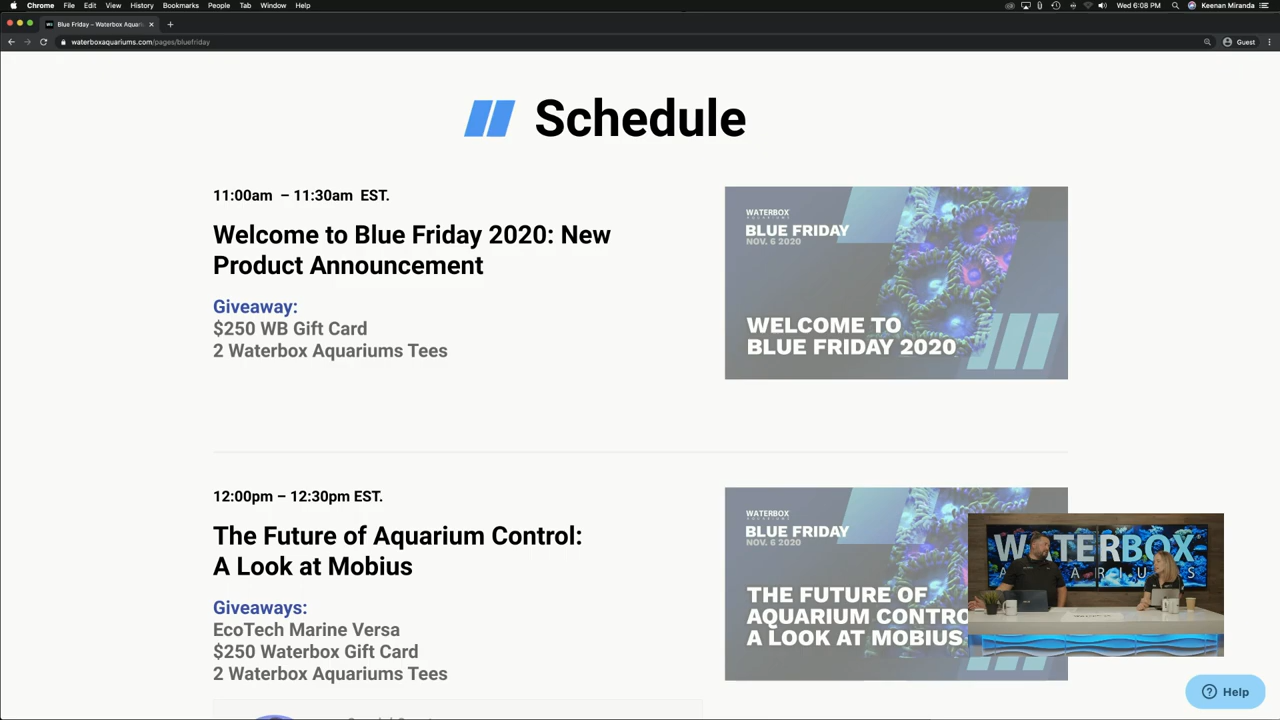 Chrome File Edit View History Bookmarks People Tab Window Help
Wed 6:08 PM Keenan Miranda
Blue Friday – Waterbox Aquari
waterboxaquariums.com/pages/bluefriday
Guest
Schedule
11:00am – 11:30am EST.
Welcome to Blue Friday 2020: New
Product Announcement
Giveaway:
$250 WB Gift Card
2 Waterbox Aquariums Tees
WATERBOX
AQUARIUMS
BLUE FRIDAY
NOV. 6 2020
WELCOME TO
BLUE FRIDAY 2020
12:00pm – 12:30pm EST.
The Future of Aquarium Control:
A Look at Mobius
Giveaways:
EcoTech Marine Versa
$250 Waterbox Gift Card
2 Waterbox Aquariums Tees
WATERBOX
AQUARIUMS
BLUE FRIDAY
NOV. 6 2020
THE FUTURE OF
AQUARIUM CONTRO
A LOOK AT MOBIUS
WATERBOX
Help